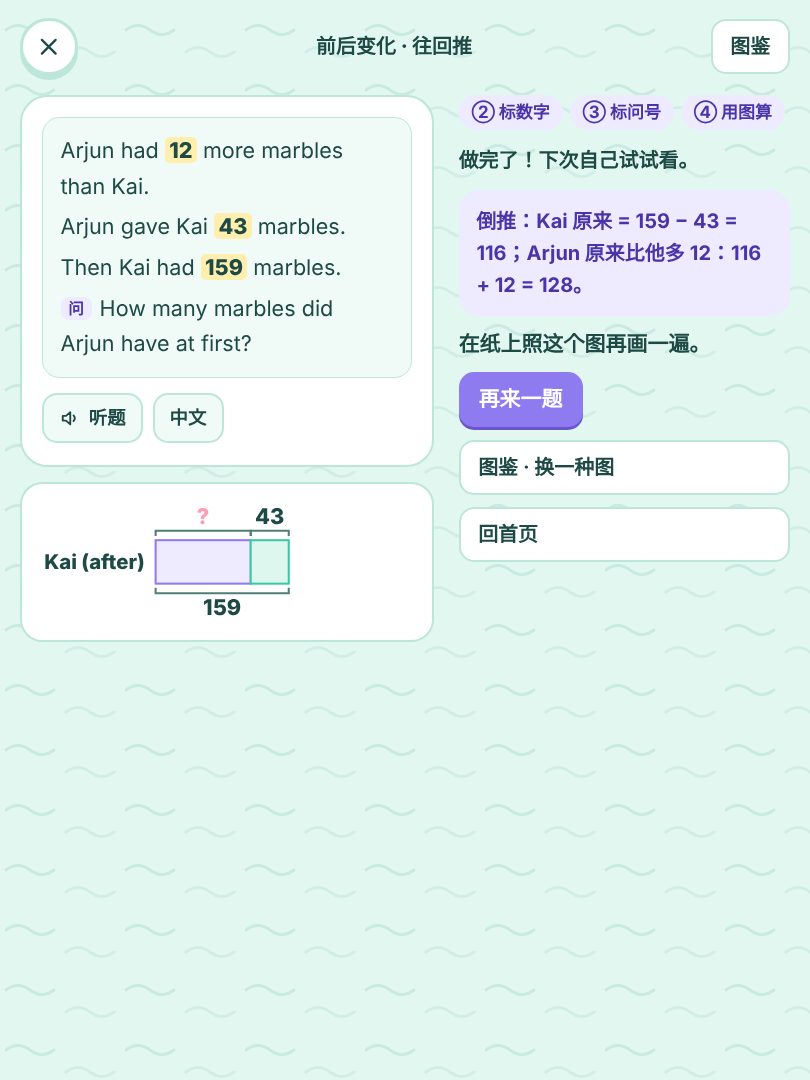 前后变化 · 往回推
图鉴
Arjun had 12 more marbles
than Kai.
Arjun gave Kai 43 marbles.
Then Kai had 159 marbles.
问 How many marbles did
Arjun have at first?
听题
中文
? 43
Kai (after)
159
② 标数字 ③ 标问号 ④ 用图算
做完了！下次自己试试看。
倒推：Kai 原来 = 159 − 43 =
116；Arjun 原来比他多 12：116
+ 12 = 128。
在纸上照这个图再画一遍。
再来一题
图鉴 · 换一种图
回首页